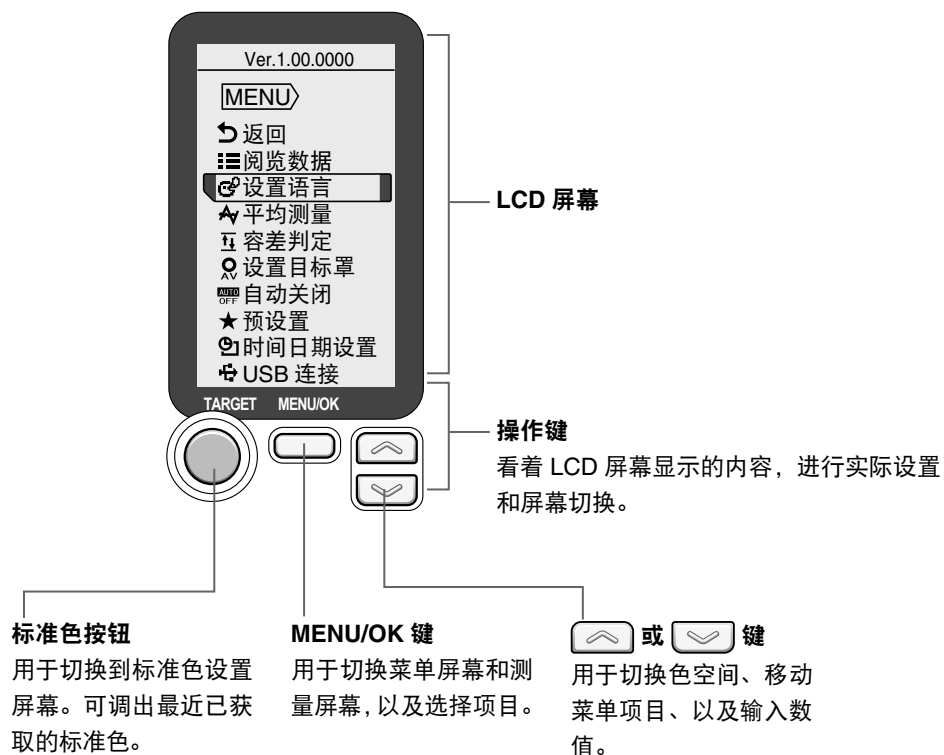 Ver.1.00.0000
MENU
返回
阅览数据
设置语言
平均测量
容差判定
设置目标罩
AUTO OFF 自动关闭
预设置
时间日期设置
USB 连接
TARGET MENU/OK
LCD 屏幕
操作键
看着 LCD 屏幕显示的内容，进行实际设置
和屏幕切换。
标准色按钮
用于切换到标准色设置
屏幕。可调出最近已获
取的标准色。
MENU/OK 键
用于切换菜单屏幕和测
量屏幕，以及选择项目。
或 键
用于切换色空间、移动
菜单项目、以及输入数
值。